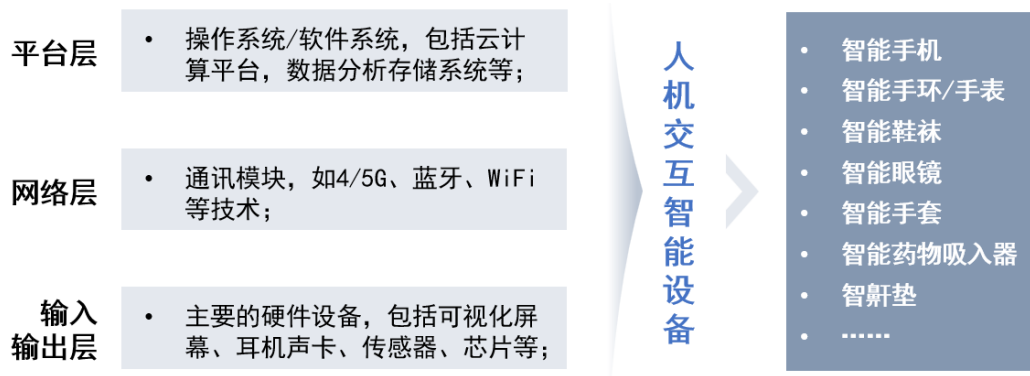 平台层
• 操作系统/软件系统，包括云计
算平台，数据分析存储系统等；
网络层
• 通讯模块，如4/5G、蓝牙、WiFi
等技术；
输入
输出层
• 主要的硬件设备，包括可视化屏
幕、耳机声卡、传感器、芯片等；
人
机
交
互
智
能
设
备
• 智能手机
• 智能手环/手表
• 智能鞋袜
• 智能眼镜
• 智能手套
• 智能药物吸入器
• 智鼾垫
• ……